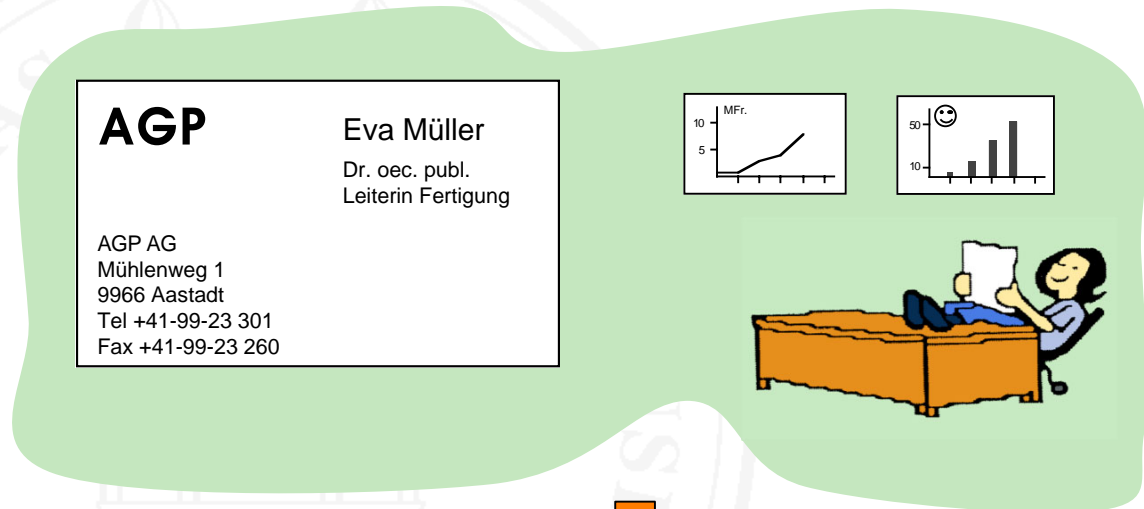 AGP
Eva Müller
Dr. oec. publ.
Leiterin Fertigung
AGP AG
Mühlenweg 1
9966 Aastadt
Tel +41-99-23 301
Fax +41-99-23 260
MFr.
10
5
50
10